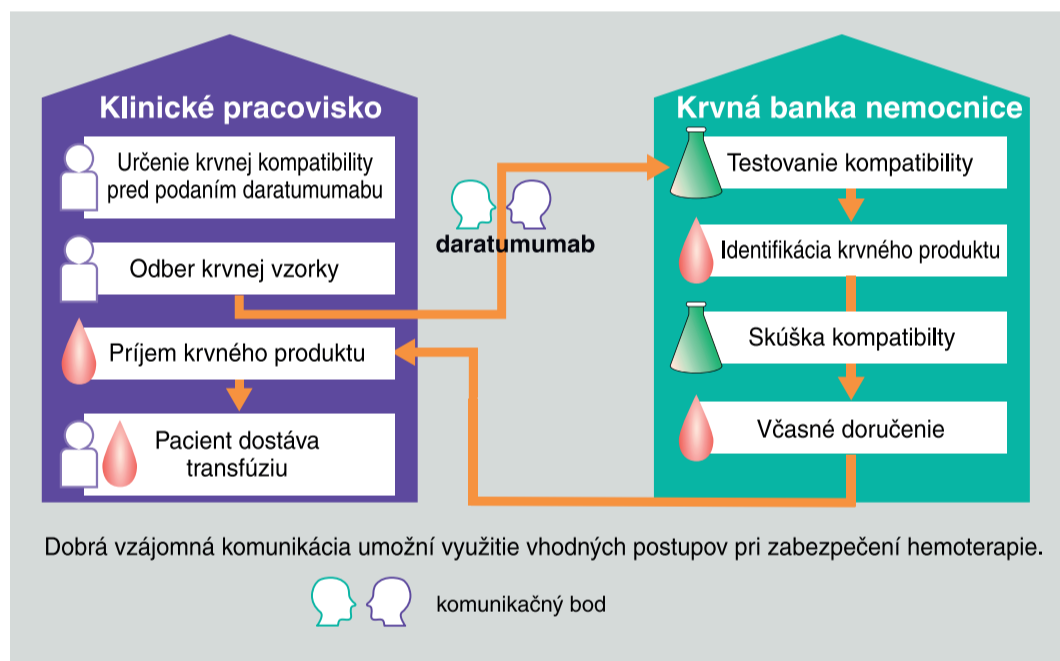 Klinické pracovisko
Určenie krvnej kompatibility
pred podaním daratumumabu
Odber krvnej vzorky
Príjem krvného produktu
Pacient dostáva
transfúziu
daratumumab
Krvná banka nemocnice
Testovanie kompatibility
Identifikácia krvného produktu
Skúška kompatibilty
Včasné doručenie
Dobrá vzájomná komunikácia umožní využitie vhodných postupov pri zabezpečení hemoterapie.
komunikačný bod